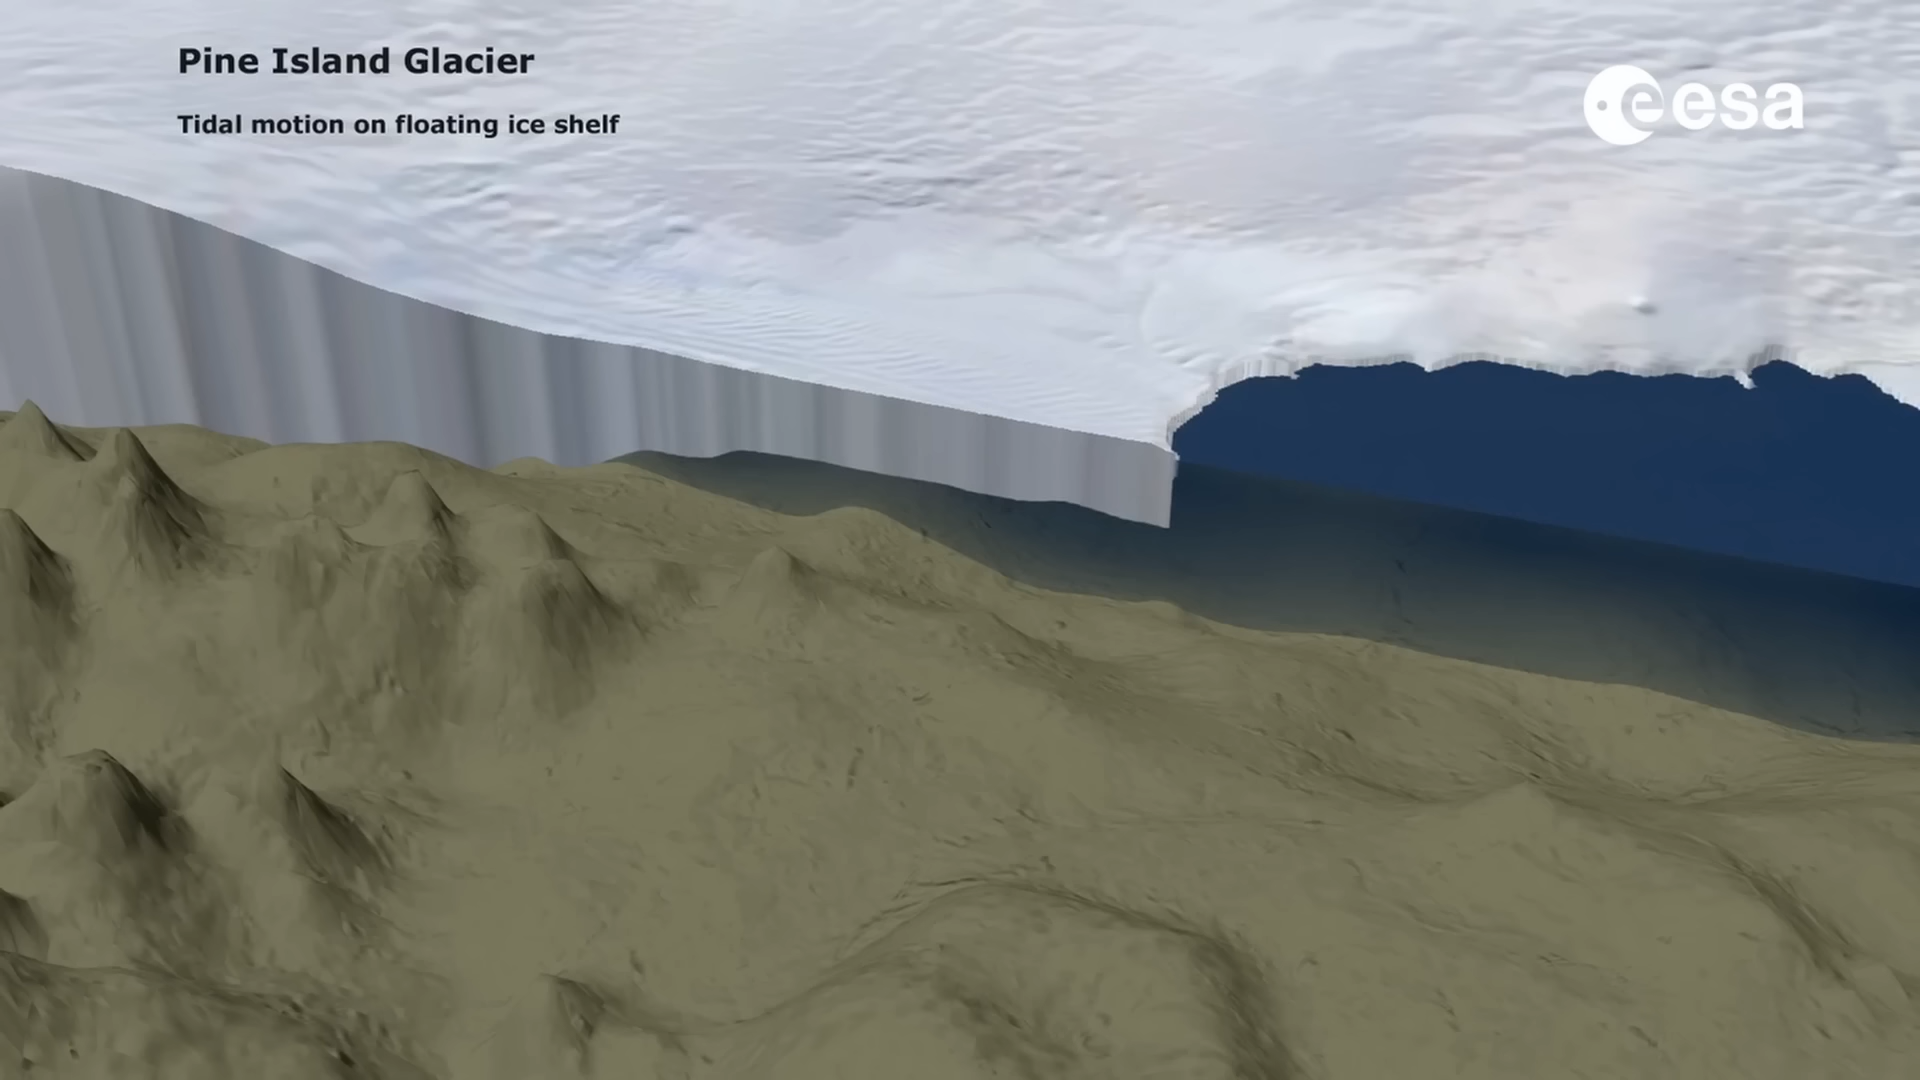 Pine Island Glacier
Tidal motion on floating ice shelf
esa